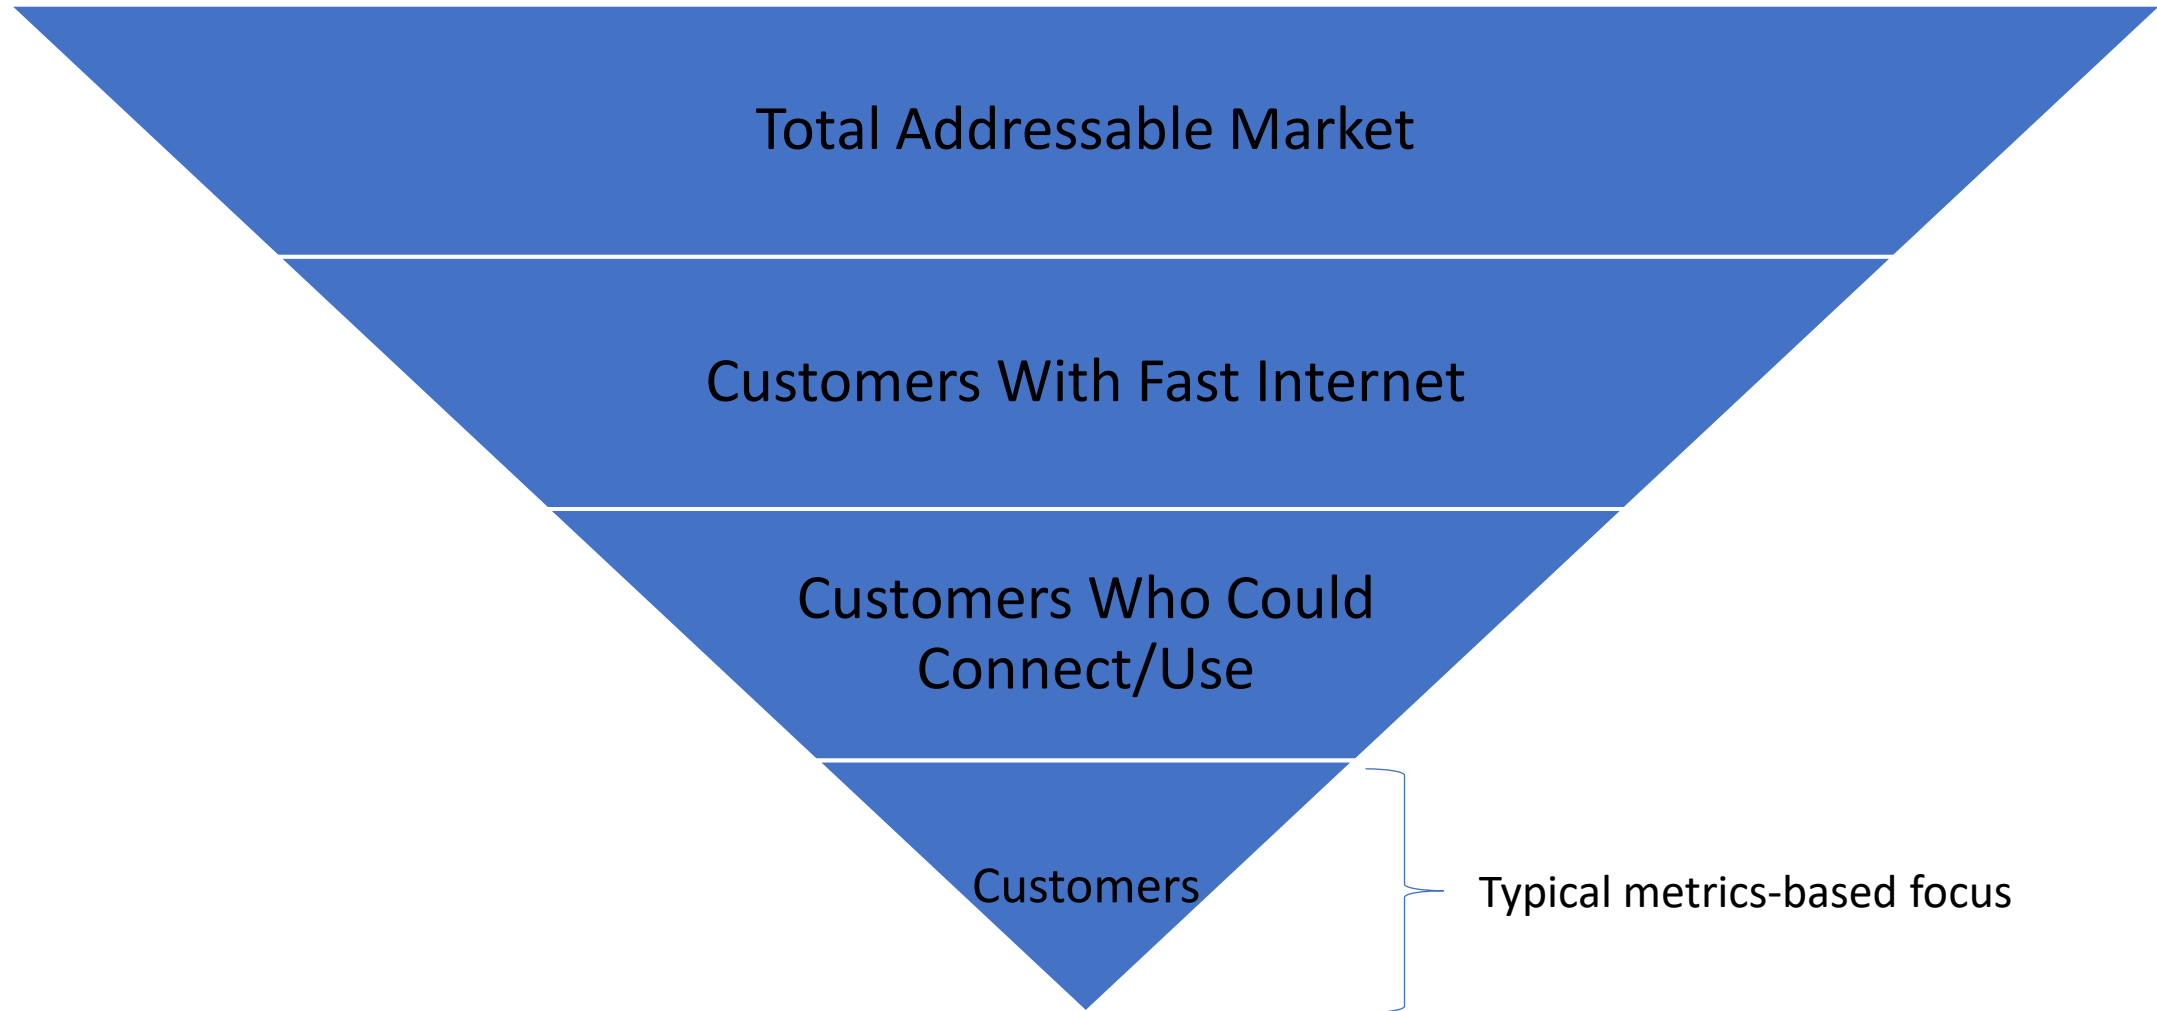 Total Addressable Market
Customers With Fast Internet
Customers Who Could
Connect/Use
Customers
Typical metrics-based focus